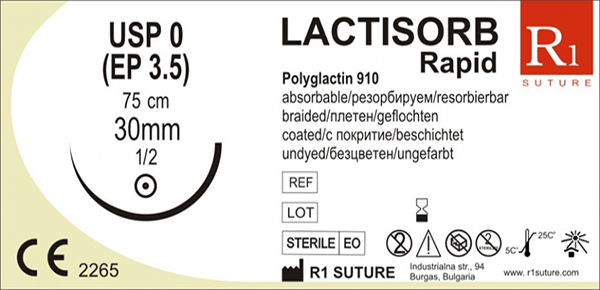 USP 0
(EP 3.5)
75 cm
30mm
1/2
CE 2265
LACTISORB
Rapid
R1
SUTURE
Polyglactin 910
absorbable/резорбируем/resorbierbar
braided/плетен/geflochten
coated/с покритие/beschichtet
undyed/безцветен/ungefarbt
REF
LOT
STERILE EO
2
STERILE
5C° 25C°
R1 SUTURE
Industrialna str., 94
Burgas, Bulgaria
www. r1suture.com